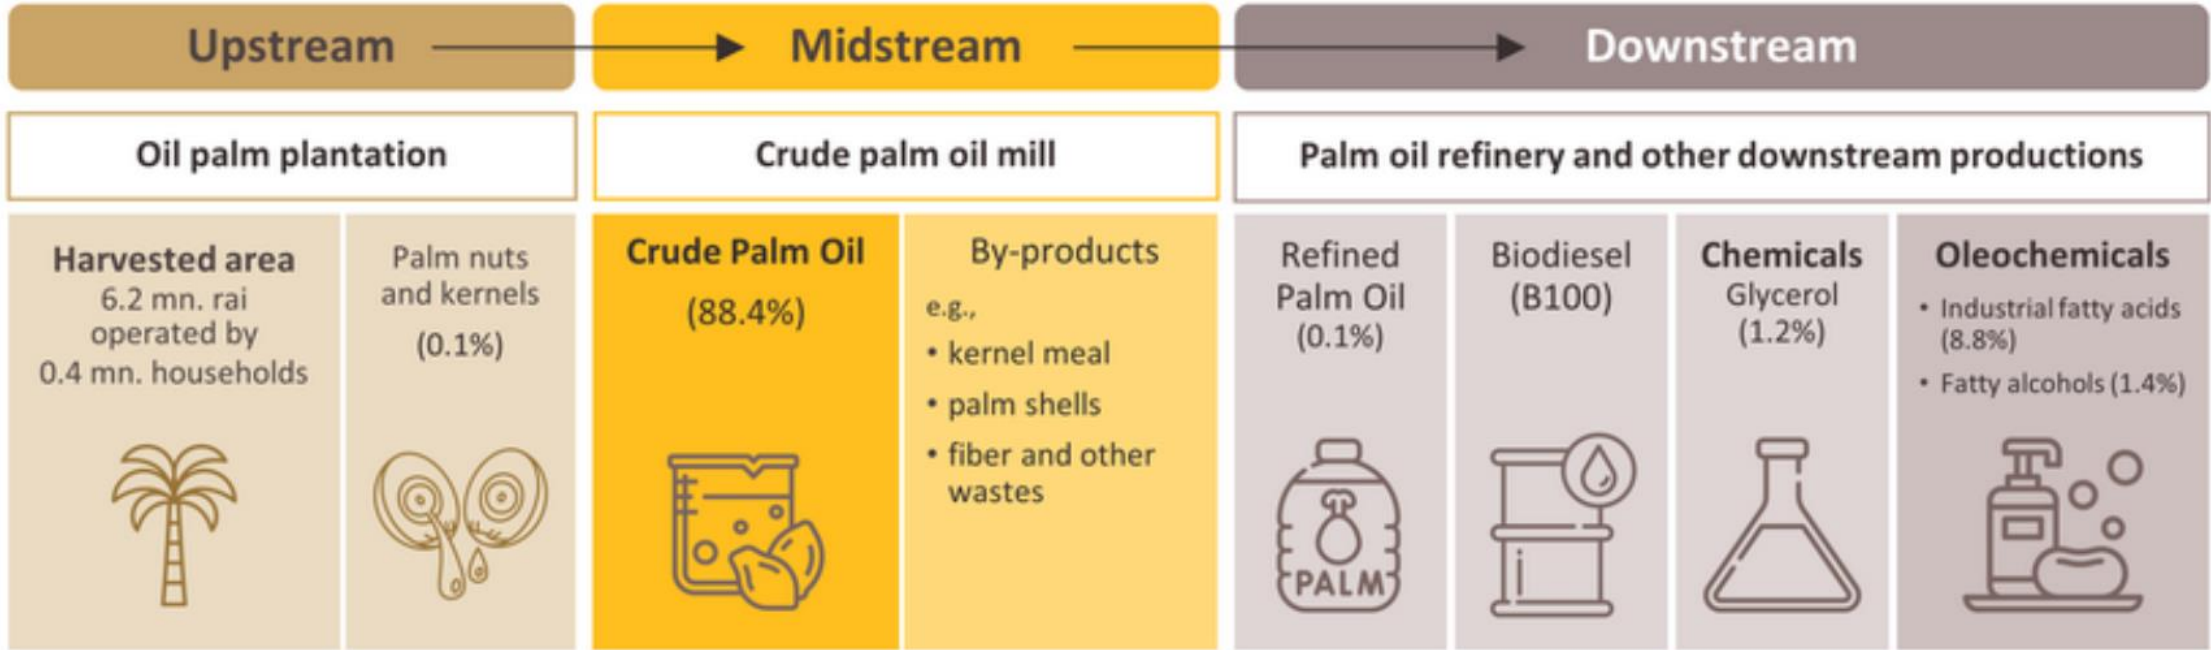 Upstream
Midstream
Downstream
Oil palm plantation
Crude palm oil mill
Palm oil refinery and other downstream productions
Harvested area
6.2 mn. rai
operated by
0.4 mn. households
Palm nuts
and kernels
(0.1%)
Crude Palm Oil
(88.4%)
By-products
e.g.,
• kernel meal
• palm shells
• fiber and other
wastes
Refined
Palm Oil
(0.1%)
PALM
Biodiesel
(B100)
Chemicals
Glycerol
(1.2%)
Oleochemicals
• Industrial fatty acids
(8.8%)
• Fatty alcohols (1.4%)